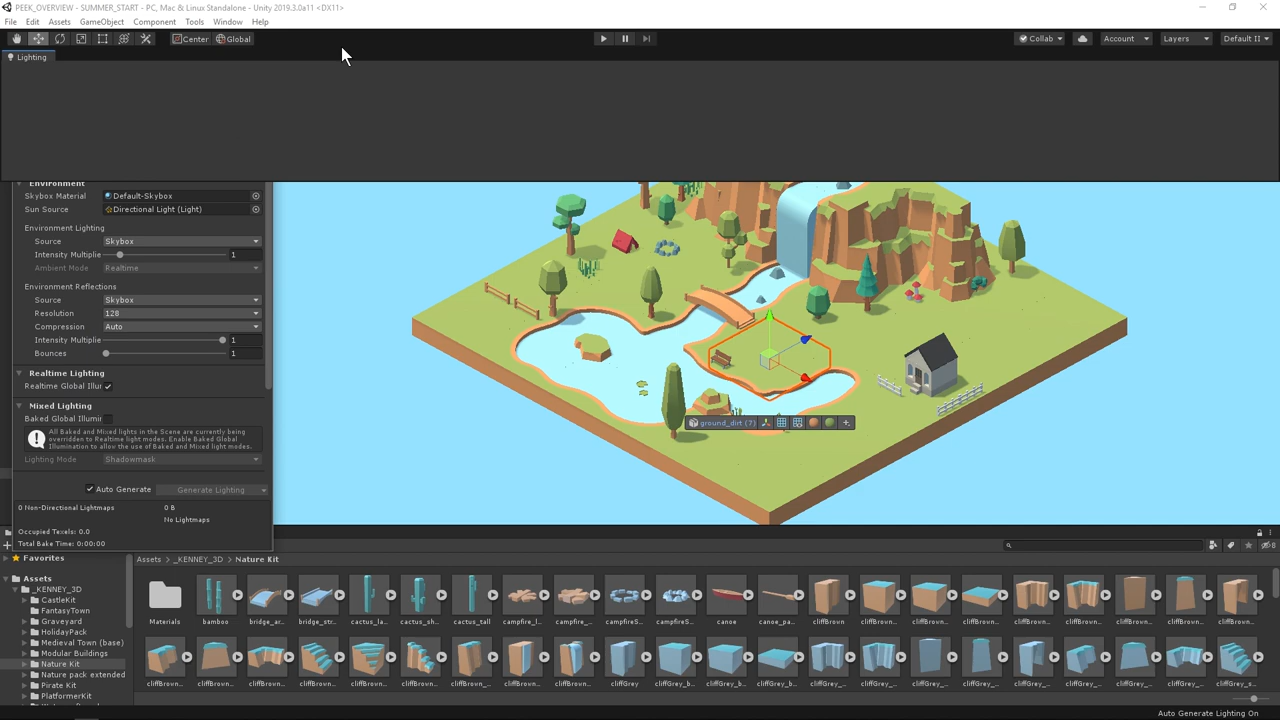 PEEK_OVERVIEW - SUMMER_START - PC, Mac & Linux Standalone - Unity 2019.3.0a11 <DX11>
File Edit Assets GameObject Component Tools Window Help
Center Global Collab Account Layers Default II
Lighting
Environment
Skybox Material Default-Skybox
Sun Source Directional Light (Light)
Environment Lighting
Source Skybox
Intensity Multiplie 1
Ambient Mode Realtime
Environment Reflections
Source Skybox
Resolution 128
Compression Auto
Intensity Multiplie 1
Bounces 1
Realtime Lighting
Realtime Global Illui
Mixed Lighting
Baked Global Illumin
All Baked and Mixed lights in the Scene are currently being
overridden to Realtime light modes. Enable Baked Global
Illumination to allow the use of Baked and Mixed light modes.
Lighting Mode Shadowmask
ground_dirt (7)
Auto Generate Generate Lighting
0 Non-Directional Lightmaps 0 B
No Lightmaps
Occupied Texels: 0.0
Total Bake Time: 0:00:00
Favorites
Assets > _KENNEY_3D > Nature Kit
8
Assets
_KENNEY_3D
CastleKit
FantasyTown
Graveyard
HolidayPack
Medieval Town (base)
Modular Buildings
Nature Kit
Nature pack extended
Pirate Kit
PlatformerKit
Materials bamboo bridge_ar... bridge_str... cactus_la... cactus_sh... cactus_tall campfire_l... campfire_... campfireS... campfireS... canoe canoe_pa... cliffBrown cliffBrown... cliffBrown... cliffBrown... cliffBrown... cliffBrown... cliffBrown... cliffBrown... cliffBrown...
cliffBrown... cliffBrown... cliffBrown... cliffBrown... cliffBrown... cliffBrown... cliffBrown_... cliffBrown... cliffBrown... cliffGrey cliffGrey_b... cliffGrey_b... cliffGrey_b... cliffGrey_... cliffGrey_... cliffGrey_... cliffGrey_... cliffGrey_... cliffGrey_... cliffGrey_... cliffGrey_... cliffGrey_s...
Auto Generate Lighting On